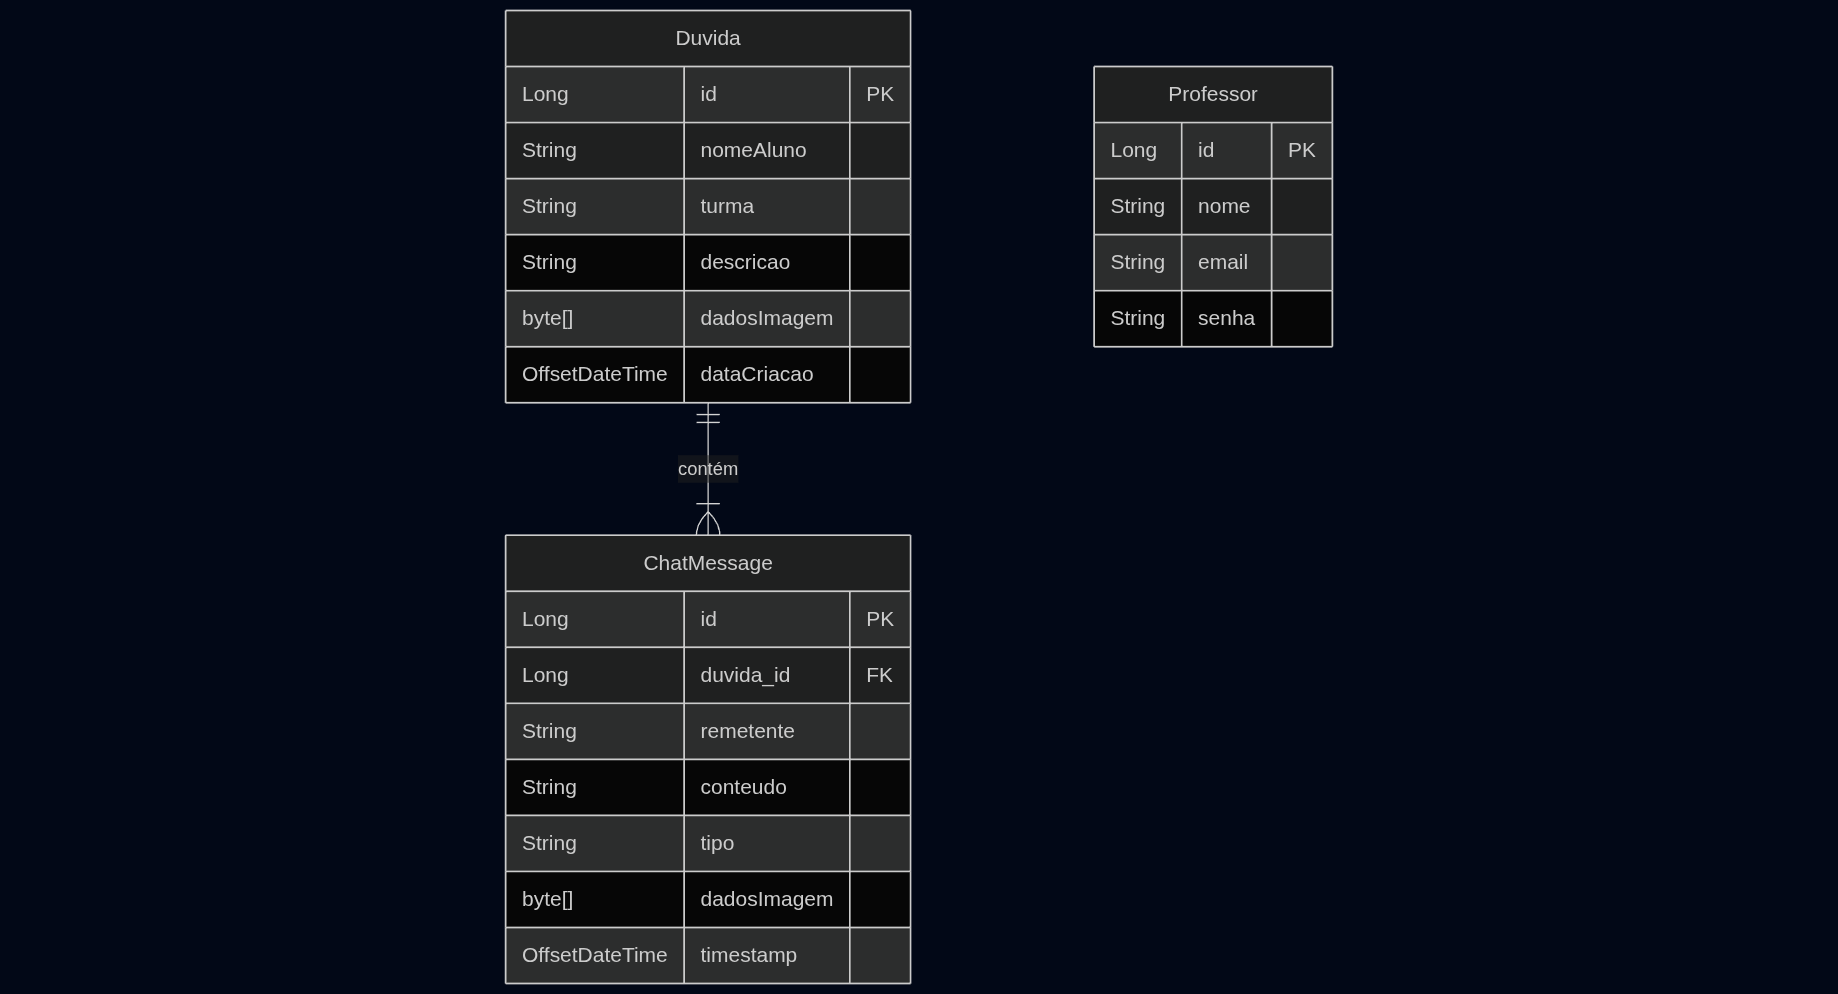 Duvida
Long id PK
String nomeAluno
String turma
String descricao
byte[] dadosImagem
OffsetDateTime dataCriacao
Professor
Long id PK
String nome
String email
String senha
contém
ChatMessage
Long id PK
Long duvida_id FK
String remetente
String conteudo
String tipo
byte[] dadosImagem
OffsetDateTime timestamp